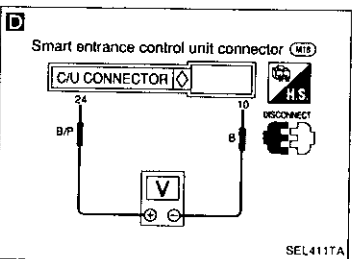 D
Smart entrance control unit connector (M18)
C/U CONNECTOR
H.S.
24
10
DISCONNECT
B/P
B
V
⊕ ⊖
SEL411TA